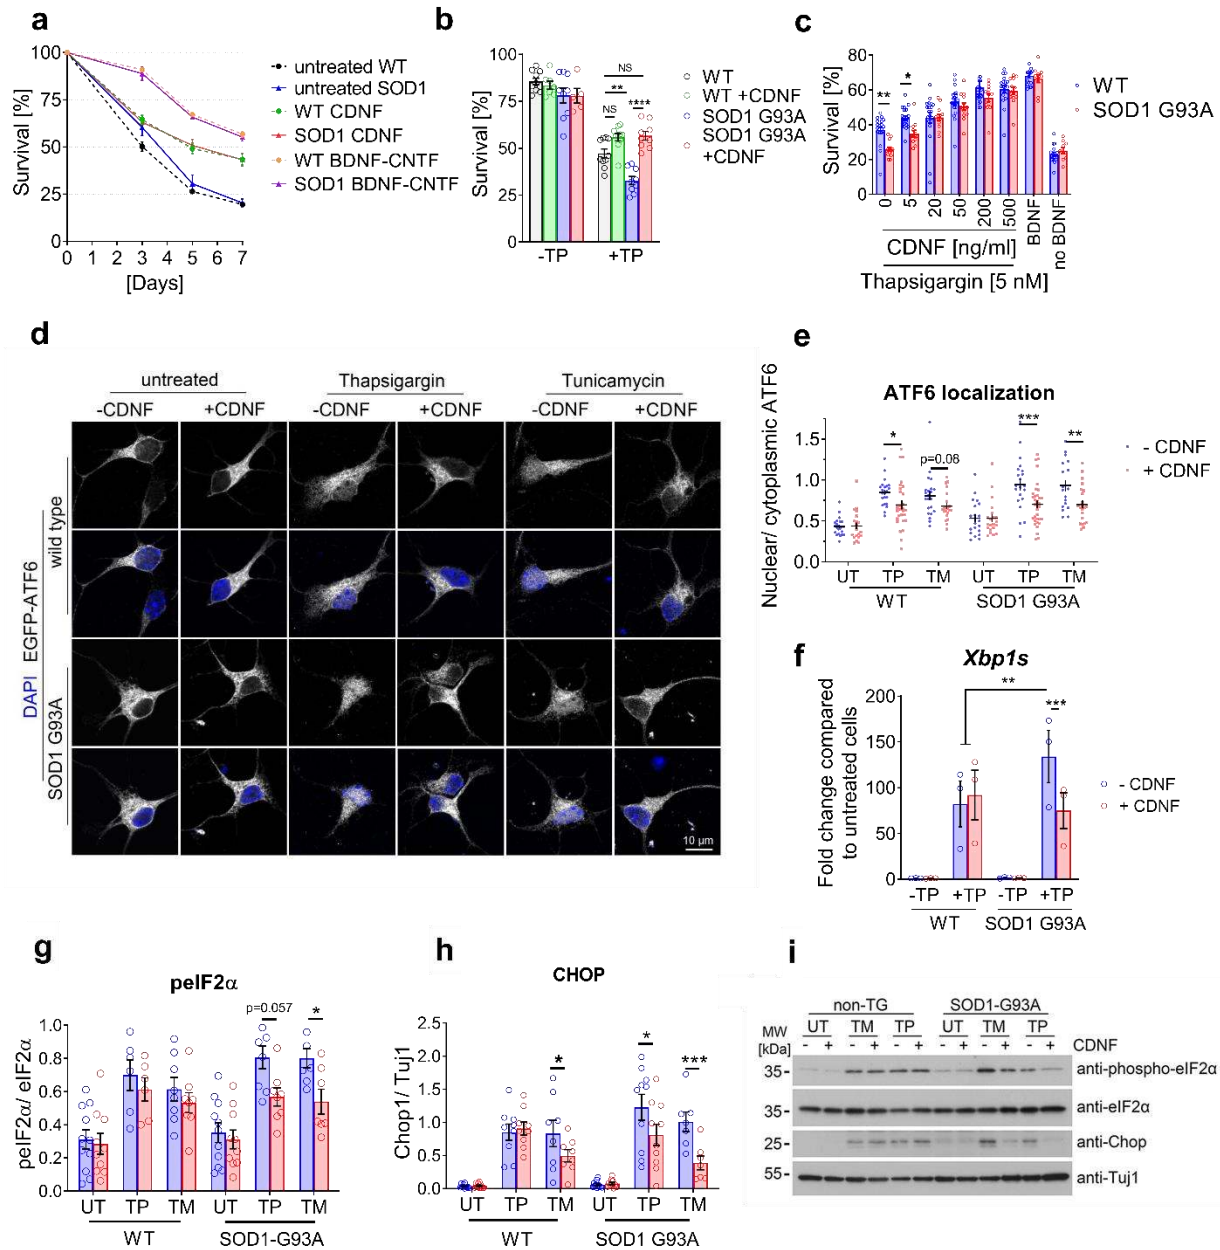 a
Survival [%]
100
75
50
25
0
0 1 2 3 4 5 6 7
[Days]
untreated WT
untreated SOD1
WT CDNF
SOD1 CDNF
WT BDNF-CNTF
SOD1 BDNF-CNTF
b
Survival [%]
100
75
50
25
0
NS
**
NS
****
-TP +TP
WT
WT +CDNF
SOD1 G93A
SOD1 G93A
+CDNF
c
Survival [%]
80
60
40
20
0
**
*
0 5 20 50 200 500 BDNF no BDNF
CDNF [ng/ml]
Thapsigargin [5 nM]
WT
SOD1 G93A
d
untreated Thapsigargin Tunicamycin
-CDNF +CDNF -CDNF +CDNF -CDNF +CDNF
DAPI EGFP-ATF6
wild type
SOD1 G93A
10 µm
e
ATF6 localization
Nuclear/ cytoplasmic ATF6
1.5
1.0
0.5
0.0
*
p=0.06
***
**
UT TP TM UT TP TM
WT SOD1 G93A
- CDNF
+ CDNF
f
Xbp1s
Fold change compared
to untreated cells
200
150
100
50
0
**
***
-TP +TP -TP +TP
WT SOD1 G93A
- CDNF
+ CDNF
g
peIF2α
peIF2α/ eIF2α
1.0
0.8
0.6
0.4
0.2
0.0
p=0.057
*
UT TP TM UT TP TM
WT SOD1-G93A
h
CHOP
Chop1/ Tuj1
2.5
2.0
1.5
1.0
0.5
0.0
*
*
***
UT TP TM UT TP TM
WT SOD1 G93A
i
non-TG SOD1-G93A
MW
[kDa]
UT TM TP UT TM TP
- + - + - + - + - + - + CDNF
35- anti-phospho-eIF2α
35- anti-eIF2α
25- anti-Chop
55- anti-Tuj1